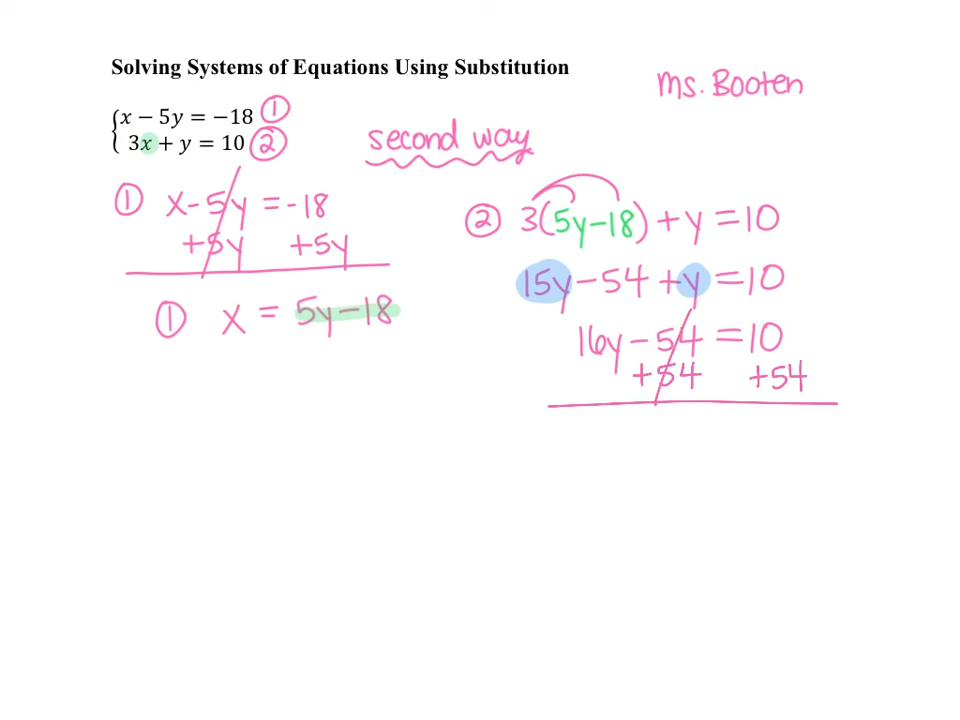 Solving Systems of Equations Using Substitution
ms. Booten
{x − 5y = −18 ①
3x + y = 10 ②
second way
① x - 5y = -18
+5y +5y
① x = 5y - 18
② 3(5y - 18) + y = 10
15y - 54 + y = 10
16y - 54 = 10
+54 +54